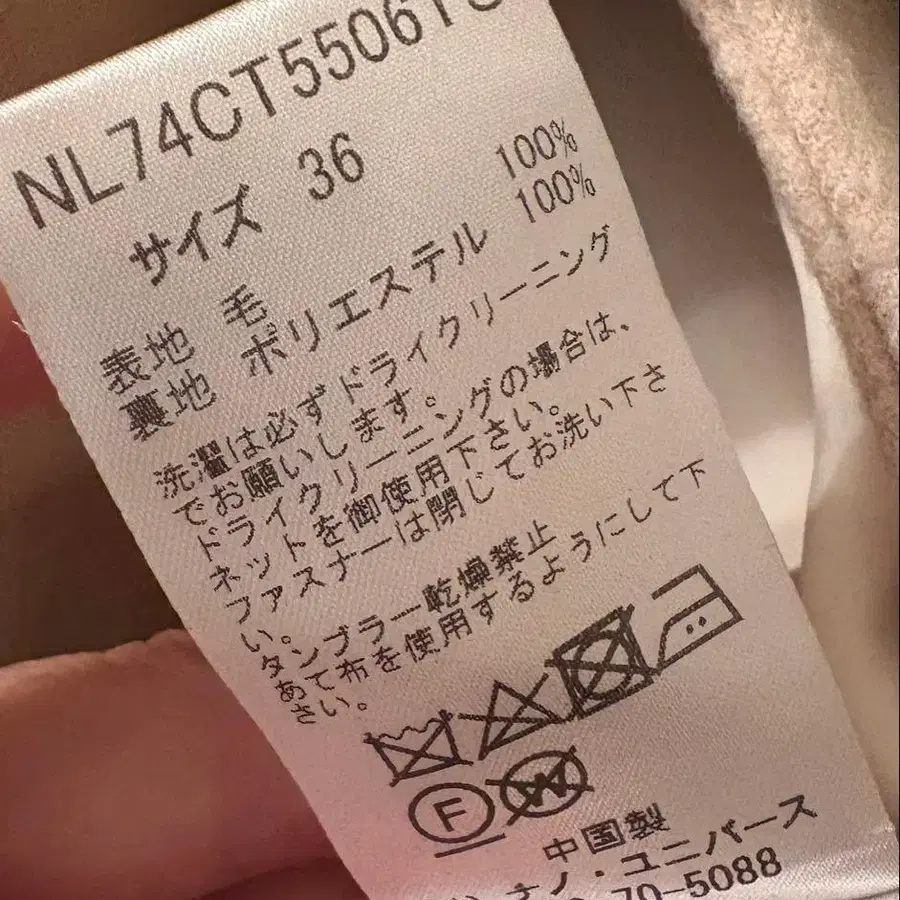 NL74CT5506
サイズ 36
表地 毛 100%
裏地 ポリエステル 100%
洗濯は必ずドライクリーニング
でお願いします。
ドライクリーニングの場合は、
ネットを御使用下さい。
ファスナーは閉じてお洗い下さ
い。
タンブラー乾燥禁止
あて布を使用するようにして下
さい。
F
W
中国製
ナノ・ユニバース
70-5088